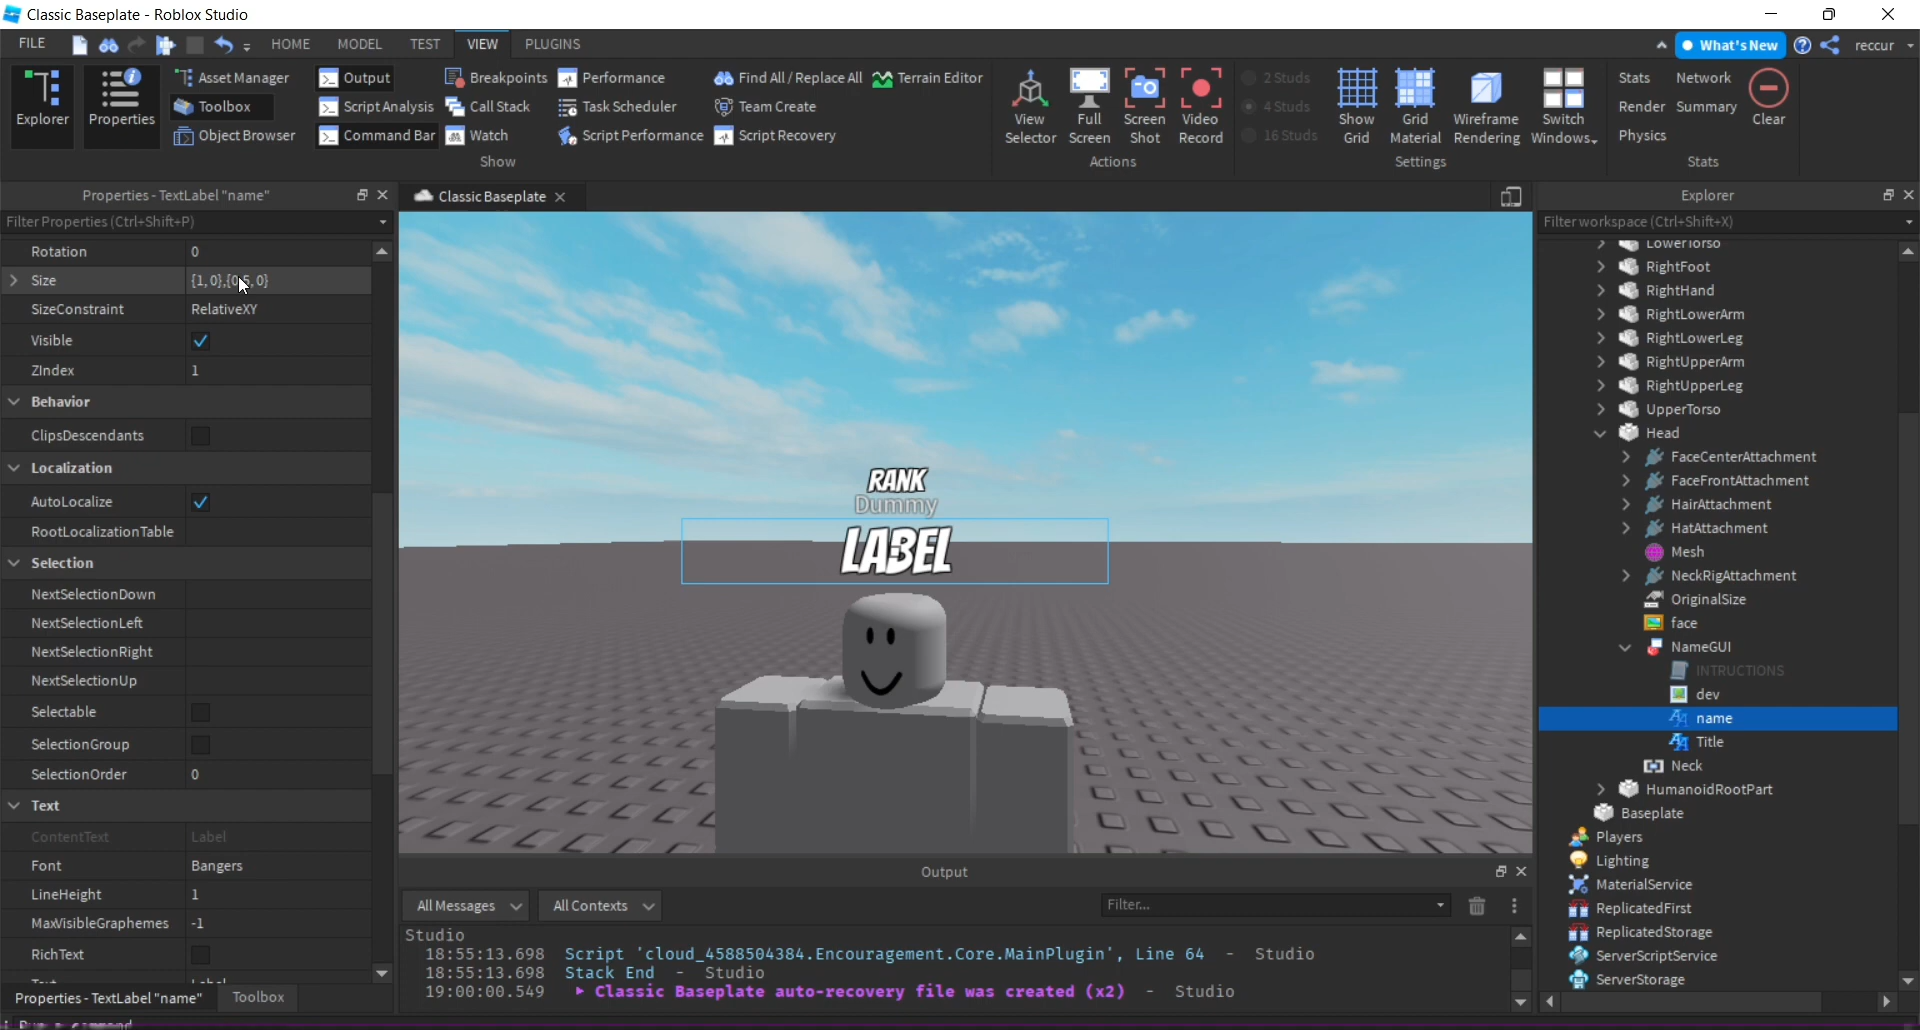 Classic Baseplate - Roblox Studio
FILE HOME MODEL TEST VIEW PLUGINS What's New reccur
Explorer Properties Asset Manager Toolbox Object Browser
Output Script Analysis Command Bar
Breakpoints Call Stack Watch
Performance Task Scheduler Script Performance
Find All / Replace All Team Create Script Recovery
Terrain Editor
Show
View Selector Full Screen Screen Shot Video Record
Actions
2 Studs
4 Studs
16 Studs
Show Grid Grid Material Wireframe Rendering Switch Windows
Settings
Stats Network
Render Summary
Physics
Clear
Stats
Properties - TextLabel "name"
Filter Properties (Ctrl+Shift+P)
Rotation 0
Size {1, 0},{0.5, 0}
SizeConstraint RelativeXY
Visible
ZIndex 1
Behavior
ClipsDescendants
Localization
AutoLocalize
RootLocalizationTable
Selection
NextSelectionDown
NextSelectionLeft
NextSelectionRight
NextSelectionUp
Selectable
SelectionGroup
SelectionOrder 0
Text
ContentText Label
Font Bangers
LineHeight 1
MaxVisibleGraphemes -1
RichText
Properties - TextLabel "name" Toolbox
Classic Baseplate
RANK
Dummy
LABEL
Output
All Messages All Contexts Filter...
Studio
18:55:13.698 Script 'cloud_4588504384.Encouragement.Core.MainPlugin', Line 64 - Studio
18:55:13.698 Stack End - Studio
19:00:00.549 Classic Baseplate auto-recovery file was created (x2) - Studio
Explorer
Filter workspace (Ctrl+Shift+X)
LowerTorso
RightFoot
RightHand
RightLowerArm
RightLowerLeg
RightUpperArm
RightUpperLeg
UpperTorso
Head
FaceCenterAttachment
FaceFrontAttachment
HairAttachment
HatAttachment
Mesh
NeckRigAttachment
OriginalSize
face
NameGUI
INTRUCTIONS
dev
name
Title
Neck
HumanoidRootPart
Baseplate
Players
Lighting
MaterialService
ReplicatedFirst
ReplicatedStorage
ServerScriptService
ServerStorage